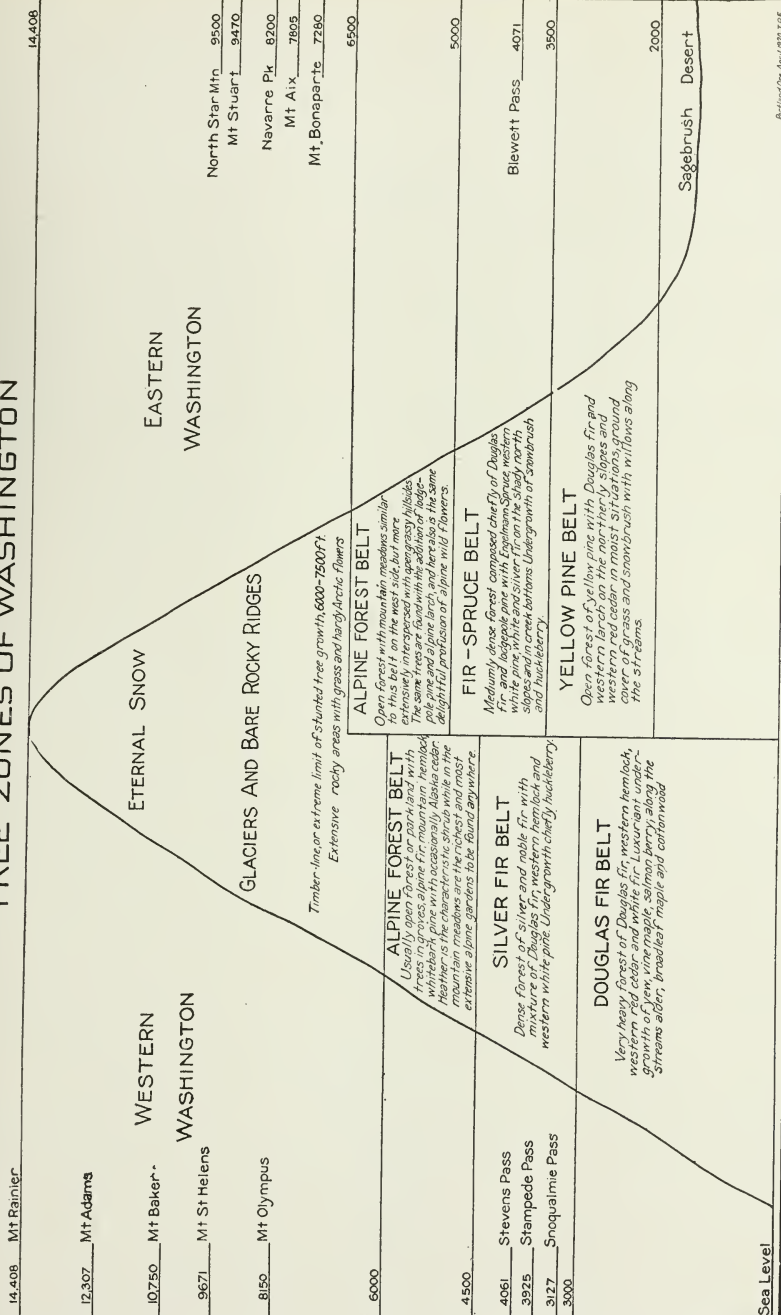 TREE ZONES OF WASHINGTON
14,408 Mt Rainier
12,307 Mt Adams
10,750 Mt Baker
9671 Mt St Helens
8150 Mt Olympus
6000
4500
4061 Stevens Pass
3925 Stampede Pass
3127 Snoqualmie Pass
3000
Sea Level
WESTERN
WASHINGTON
ETERNAL SNOW
GLACIERS AND BARE ROCKY RIDGES
Timber-line, or extreme limit of stunted tree growth, 6000-7500ft.
Extensive rocky areas with grass and hardy Arctic flowers
ALPINE FOREST BELT
Usually open forest or parkland, with
trees in groves, alpine fir, mountain hemlock
whitebark pine with occasionally Alaska cedar.
Heather is the characteristic shrub while in the
mountain meadows are the richest and most
extensive alpine gardens to be found anywhere.
SILVER FIR BELT
Dense forest of silver and noble fir with
mixture of Douglas fir, western hemlock and
western white pine. Undergrowth chiefly huckleberry.
DOUGLAS FIR BELT
Very heavy forest of Douglas fir, western hemlock,
western red cedar and white fir Luxuriant under-
growth of yew, vine maple, salmon berry; along the
streams alder, broadleaf maple and cottonwood
EASTERN
WASHINGTON
ALPINE FOREST BELT
Open forest with mountain meadows similar
to this belt on the west side, but more
extensively interspersed with open grassy hillsides
The same trees are found with the addition of lodge-
pole pine and alpine larch, and here also is the same
delightful profusion of alpine wild flowers.
FIR-SPRUCE BELT
Mediumly dense forest composed chiefly of Douglas
fir and lodgepole pine with Engelmann Spruce, western
white pine, white and silver fir on the shady north
slopes and in creek bottoms Undergrowth of snowbrush
and huckleberry.
YELLOW PINE BELT
Open forest of yellow pine with Douglas fir and
western larch on the northerly slopes and
western red cedar in moist situations, ground
cover of grass and snowbrush with willows along
the streams.
14,408
North Star Mtn 9500
Mt Stuart 9470
Navarre Pk 8200
Mt Aix 7805
Mt. Bonaparte 7280
6500
5000
Blewett Pass 4071
3500
2000
Sagebrush Desert